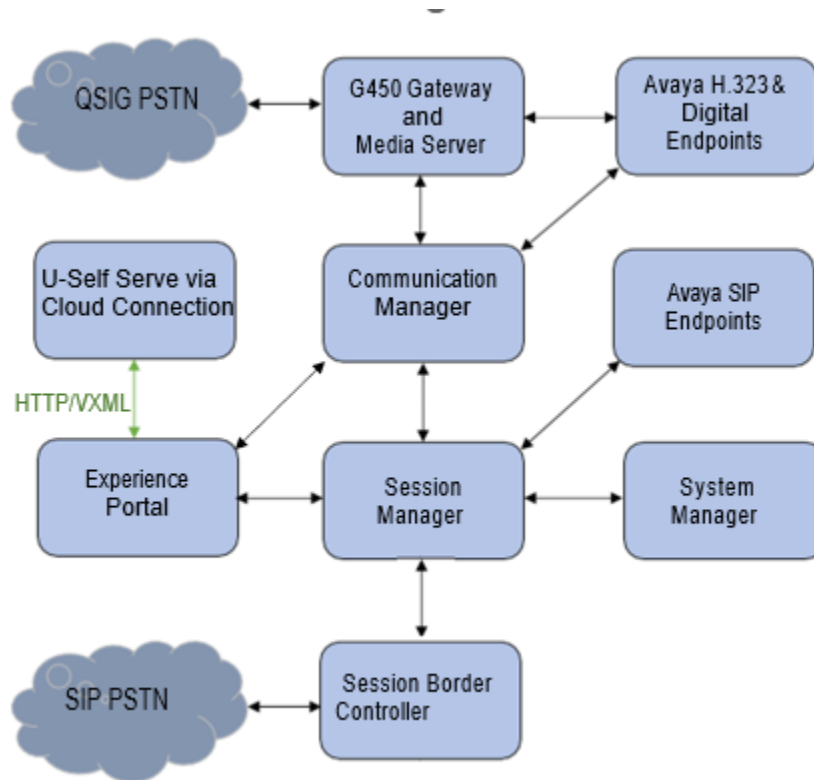 QSIG PSTN
G450 Gateway
and
Media Server
Avaya H.323 &
Digital
Endpoints
U-Self Serve via
Cloud Connection
Communication
Manager
Avaya SIP
Endpoints
HTTP/VXML
Experience
Portal
Session
Manager
System
Manager
SIP PSTN
Session Border
Controller